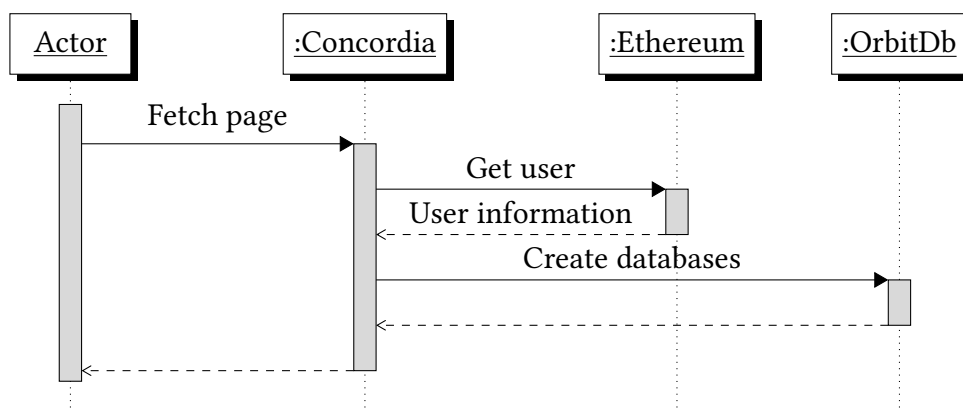 Actor
:Concordia
:Ethereum
:OrbitDb
Fetch page
Get user
User information
Create databases